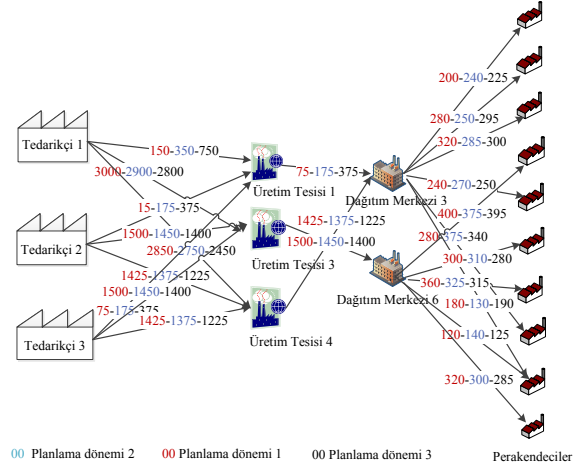 200-240-225
280-250-295
320-285-300
Tedarikçi 1
150-350-750
3000-2900-2800
75-175-375
Üretim Tesisi 1
Dağıtım Merkezi 3
240-270-250
15-175-375
400-375-395
1500-1450-1400
1425-1375-1225
280-375-340
Tedarikçi 2
2850-2750-2450
1500-1450-1400
Üretim Tesisi 3
300-310-280
1425-1375-1225
360-325-315
1500-1450-1400
Dağıtım Merkezi 6
180-130-190
75-175-375
1425-1375-1225
Tedarikçi 3
Üretim Tesisi 4
120-140-125
320-300-285
00 Planlama dönemi 2
00 Planlama dönemi 1
00 Planlama dönemi 3
Perakendeciler